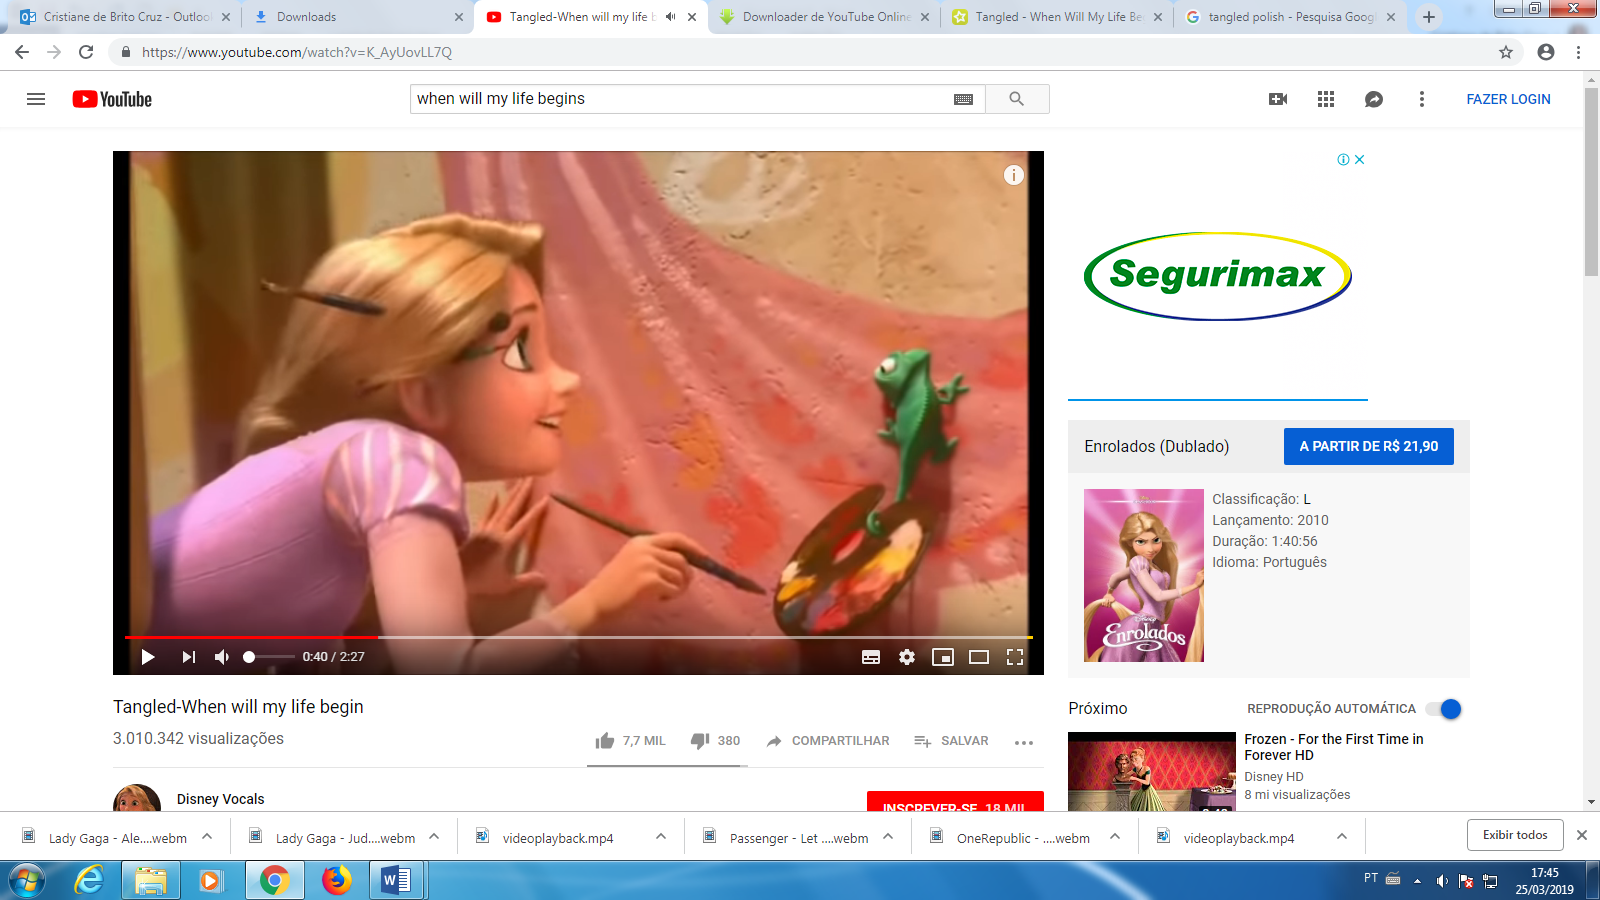 Cristiane de Brito Cruz - Outloo
Downloads
Tangled-When will my life b
Downloader de YouTube Online
Tangled - When Will My Life Be
tangled polish - Pesquisa Goog
https://www.youtube.com/watch?v=K_AyUovLL7Q
YouTube
when will my life begins
FAZER LOGIN
Segurimax
0:40 / 2:27
Enrolados (Dublado)
A PARTIR DE R$ 21,90
Classificação: L
Lançamento: 2010
Duração: 1:40:56
Idioma: Português
Disney
Enrolados
Tangled-When will my life begin
3.010.342 visualizações
7,7 MIL
380
COMPARTILHAR
SALVAR
Próximo
REPRODUÇÃO AUTOMÁTICA
Frozen - For the First Time in
Forever HD
Disney HD
8 mi visualizações
Disney Vocals
INSCREVER-SE 18 MIL
Lady Gaga - Ale....webm
Lady Gaga - Jud....webm
videoplayback.mp4
Passenger - Let ....webm
OneRepublic - ....webm
videoplayback.mp4
Exibir todos
PT
17:45
25/03/2019